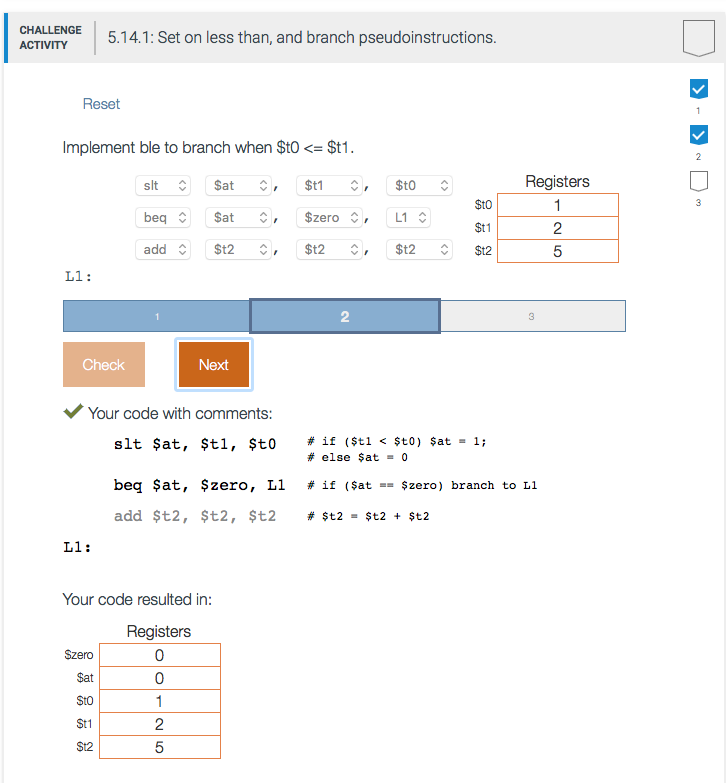 CHALLENGE
ACTIVITY
5.14.1: Set on less than, and branch pseudoinstructions.
Reset
1
2
3
Implement ble to branch when $t0 <= $t1.
slt $at , $t1 , $t0
beq $at , $zero , L1
add $t2 , $t2 , $t2
Registers
$t0 1
$t1 2
$t2 5
L1:
1 2 3
Check Next
Your code with comments:
slt $at, $t1, $t0 # if ($t1 < $t0) $at = 1;
# else $at = 0
beq $at, $zero, L1 # if ($at == $zero) branch to L1
add $t2, $t2, $t2 # $t2 = $t2 + $t2
L1:
Your code resulted in:
Registers
$zero 0
$at 0
$t0 1
$t1 2
$t2 5